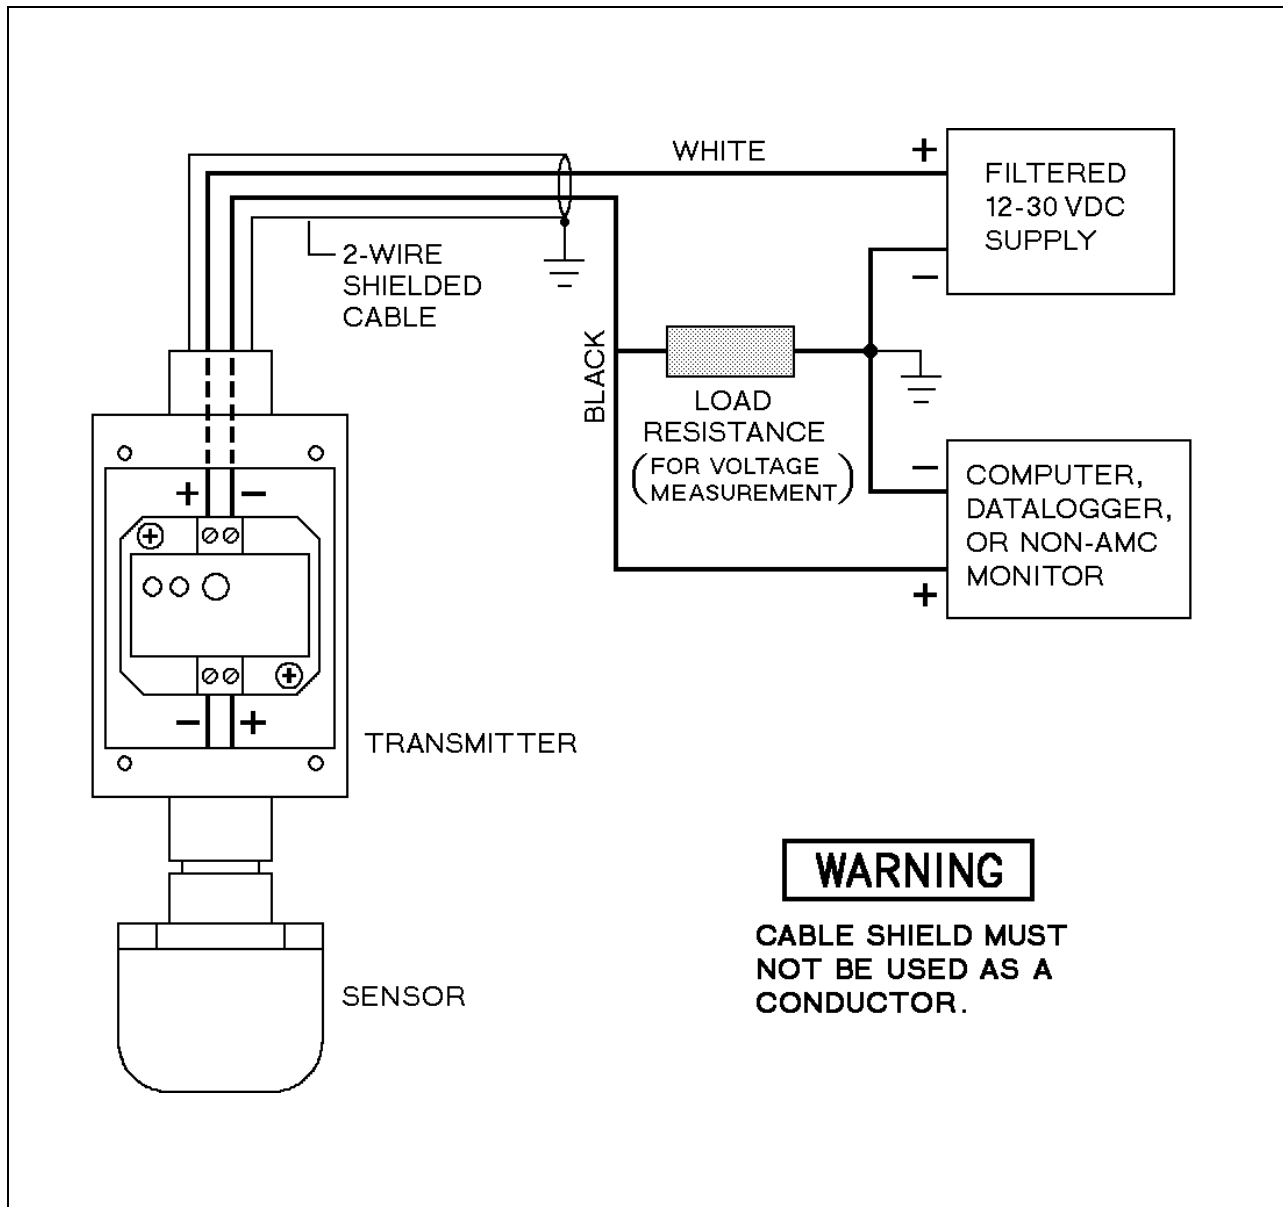 WHITE
+
FILTERED
12-30 VDC
SUPPLY
−
2-WIRE
SHIELDED
CABLE
BLACK
LOAD
RESISTANCE
(FOR VOLTAGE
MEASUREMENT)
−
COMPUTER,
DATALOGGER,
OR NON-AMC
MONITOR
+
+ −
− +
TRANSMITTER
SENSOR
WARNING
CABLE SHIELD MUST
NOT BE USED AS A
CONDUCTOR.